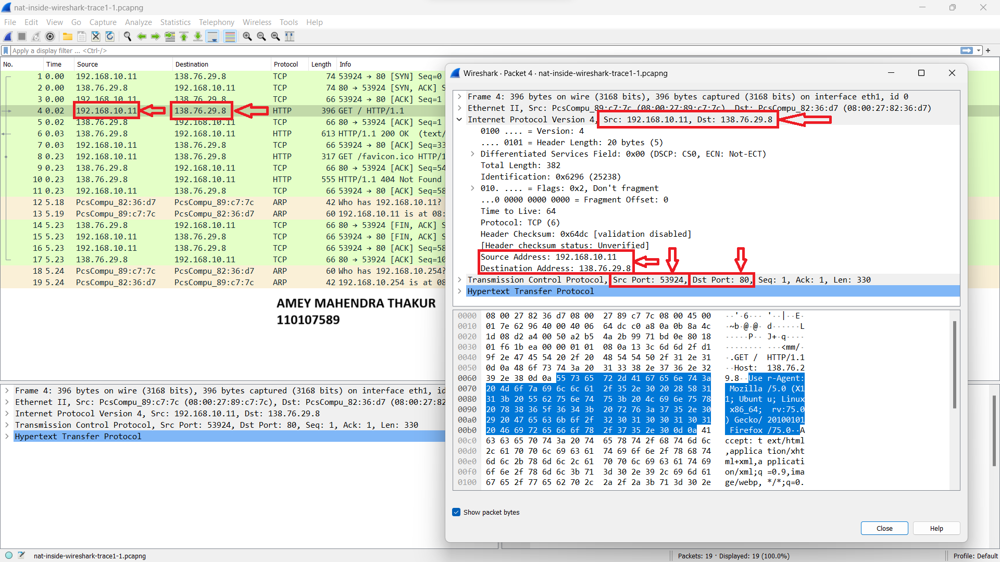 nat-inside-wireshark-trace1-1.pcapng
File Edit View Go Capture Analyze Statistics Telephony Wireless Tools Help
Apply a display filter ... <Ctrl-/>
No. Time Source Destination Protocol Length Info
1 0.00 192.168.10.11 138.76.29.8 TCP 74 53924 → 80 [SYN] Seq=0
2 0.00 138.76.29.8 192.168.10.11 TCP 74 80 → 53924 [SYN, ACK] S
3 0.00 192.168.10.11 138.76.29.8 TCP 66 53924 → 80 [ACK] Seq=1
4 0.02 192.168.10.11 138.76.29.8 HTTP 396 GET / HTTP/1.1
5 0.02 138.76.29.8 192.168.10.11 TCP 66 80 → 53924 [ACK] Seq=1
6 0.03 138.76.29.8 192.168.10.11 HTTP 613 HTTP/1.1 200 OK (text/
7 0.03 192.168.10.11 138.76.29.8 TCP 66 53924 → 80 [ACK] Seq=33
8 0.23 192.168.10.11 138.76.29.8 HTTP 317 GET /favicon.ico HTTP/1
9 0.23 138.76.29.8 192.168.10.11 TCP 66 80 → 53924 [ACK] Seq=54
10 0.23 138.76.29.8 192.168.10.11 HTTP 555 HTTP/1.1 404 Not Found
11 0.23 192.168.10.11 138.76.29.8 TCP 66 53924 → 80 [ACK] Seq=58
12 5.18 PcsCompu_82:36:d7 PcsCompu_89:c7:7c ARP 42 Who has 192.168.10.11?
13 5.19 PcsCompu_89:c7:7c PcsCompu_82:36:d7 ARP 60 192.168.10.11 is at 08:
14 5.23 138.76.29.8 192.168.10.11 TCP 66 80 → 53924 [FIN, ACK] S
15 5.23 192.168.10.11 138.76.29.8 TCP 66 53924 → 80 [FIN, ACK] S
16 5.23 192.168.10.11 138.76.29.8 TCP 66 53924 → 80 [ACK] Seq=58
17 5.23 138.76.29.8 192.168.10.11 TCP 66 80 → 53924 [ACK] Seq=10
18 5.24 PcsCompu_89:c7:7c PcsCompu_82:36:d7 ARP 60 Who has 192.168.10.254?
19 5.24 PcsCompu_82:36:d7 PcsCompu_89:c7:7c ARP 42 192.168.10.254 is at 08
AMEY MAHENDRA THAKUR
110107589
Frame 4: 396 bytes on wire (3168 bits), 396 bytes captured (3168 bits) on interface eth1, id
Ethernet II, Src: PcsCompu_89:c7:7c (08:00:27:89:c7:7c), Dst: PcsCompu_82:36:d7 (08:00:27:82
Internet Protocol Version 4, Src: 192.168.10.11, Dst: 138.76.29.8
Transmission Control Protocol, Src Port: 53924, Dst Port: 80, Seq: 1, Ack: 1, Len: 330
Hypertext Transfer Protocol
Wireshark · Packet 4 · nat-inside-wireshark-trace1-1.pcapng
Frame 4: 396 bytes on wire (3168 bits), 396 bytes captured (3168 bits) on interface eth1, id 0
Ethernet II, Src: PcsCompu_89:c7:7c (08:00:27:89:c7:7c), Dst: PcsCompu_82:36:d7 (08:00:27:82:36:d7)
Internet Protocol Version 4, Src: 192.168.10.11, Dst: 138.76.29.8
0100 .... = Version: 4
.... 0101 = Header Length: 20 bytes (5)
Differentiated Services Field: 0x00 (DSCP: CS0, ECN: Not-ECT)
Total Length: 382
Identification: 0x6296 (25238)
010. .... = Flags: 0x2, Don't fragment
...0 0000 0000 0000 = Fragment Offset: 0
Time to Live: 64
Protocol: TCP (6)
Header Checksum: 0x64dc [validation disabled]
[Header checksum status: Unverified]
Source Address: 192.168.10.11
Destination Address: 138.76.29.8
Transmission Control Protocol, Src Port: 53924, Dst Port: 80, Seq: 1, Ack: 1, Len: 330
Hypertext Transfer Protocol
0000 08 00 27 82 36 d7 08 00 27 89 c7 7c 08 00 45 00 ··'·6··· '··|··E·
0010 01 7e 62 96 40 00 40 06 64 dc c0 a8 0a 0b 8a 4c ·~b·@·@· d······L
0020 1d 08 d2 a4 00 50 a2 b5 4a 2b 99 71 bd 0e 80 18 ·····P·· J+·q····
0030 01 f6 1b ea 00 00 01 01 08 0a 13 3c 6d 6d 2f d1 ········ ···<mm/·
0040 9f 2e 47 45 54 20 2f 20 48 54 54 50 2f 31 2e 31 ·.GET / HTTP/1.1
0050 0d 0a 48 6f 73 74 3a 20 31 33 38 2e 37 36 2e 32 ··Host: 138.76.2
0060 39 2e 38 0d 0a 55 73 65 72 2d 41 67 65 6e 74 3a 9.8··Use r-Agent:
0070 20 4d 6f 7a 69 6c 6c 61 2f 35 2e 30 20 28 58 31 Mozilla /5.0 (X1
0080 31 3b 20 55 62 75 6e 74 75 3b 20 4c 69 6e 75 78 1; Ubunt u; Linux
0090 20 78 38 36 5f 36 34 3b 20 72 76 3a 37 35 2e 30 x86_64; rv:75.0
00a0 29 20 47 65 63 6b 6f 2f 32 30 31 30 30 31 30 31 ) Gecko/ 20100101
00b0 20 46 69 72 65 66 6f 78 2f 37 35 2e 30 0d 0a 41 Firefox /75.0··A
00c0 63 63 65 70 74 3a 20 74 65 78 74 2f 68 74 6d 6c ccept: t ext/html
00d0 2c 61 70 70 6c 69 63 61 74 69 6f 6e 2f 78 68 74 ,applica tion/xht
00e0 6d 6c 2b 78 6d 6c 2c 61 70 70 6c 69 63 61 74 69 ml+xml,a pplicati
00f0 6f 6e 2f 78 6d 6c 3b 71 3d 30 2e 39 2c 69 6d 61 on/xml;q =0.9,ima
0100 67 65 2f 77 65 62 70 2c 2a 2f 2a 3b 71 3d 30 2e ge/webp, */*;q=0.
Show packet bytes
Close Help
nat-inside-wireshark-trace1-1.pcapng
Packets: 19 · Displayed: 19 (100.0%)
Profile: Default